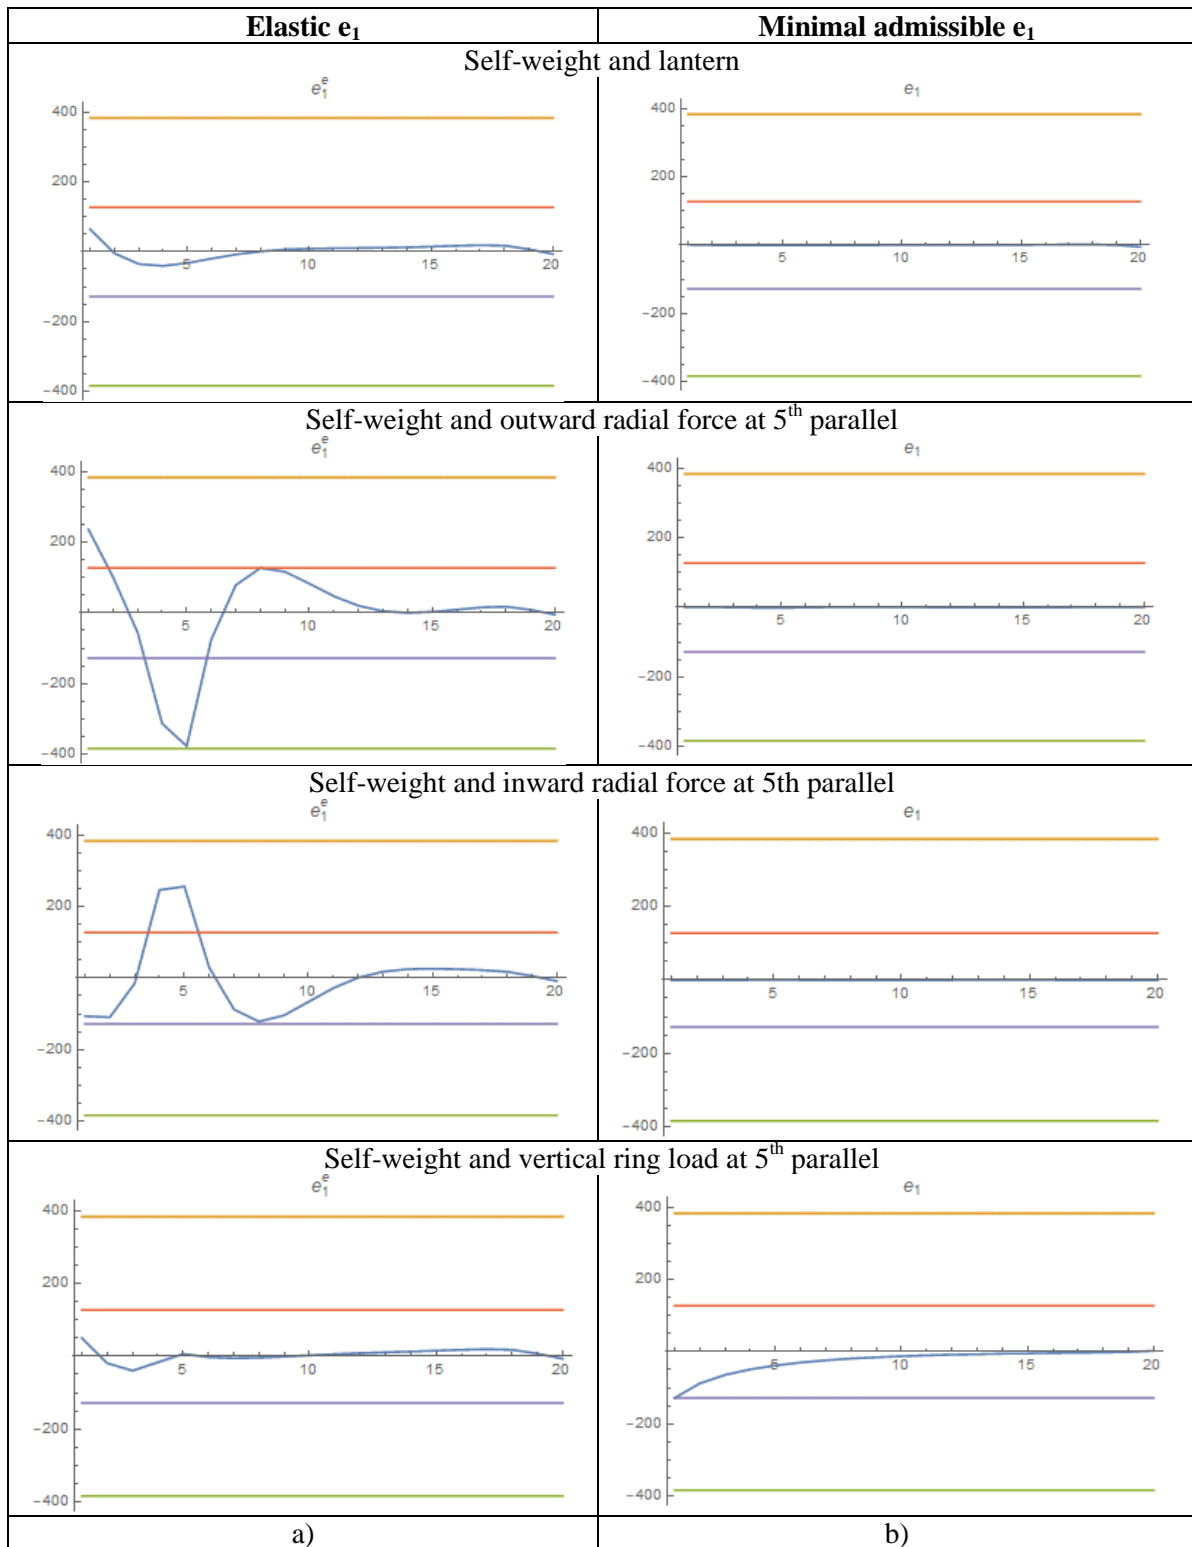 Elastic e₁ Minimal admissible e₁
Self-weight and lantern
e₁ᵉ
400
200
5 10 15 20
−200
−400
e₁
400
200
5 10 15 20
−200
−400
Self-weight and outward radial force at 5ᵗʰ parallel
e₁ᵉ
400
200
5 10 15 20
−200
−400
e₁
400
200
5 10 15 20
−200
−400
Self-weight and inward radial force at 5th parallel
e₁ᵉ
400
200
5 10 15 20
−200
−400
e₁
400
200
5 10 15 20
−200
−400
Self-weight and vertical ring load at 5ᵗʰ parallel
e₁ᵉ
400
200
5 10 15 20
−200
−400
e₁
400
200
5 10 15 20
−200
−400
a) b)